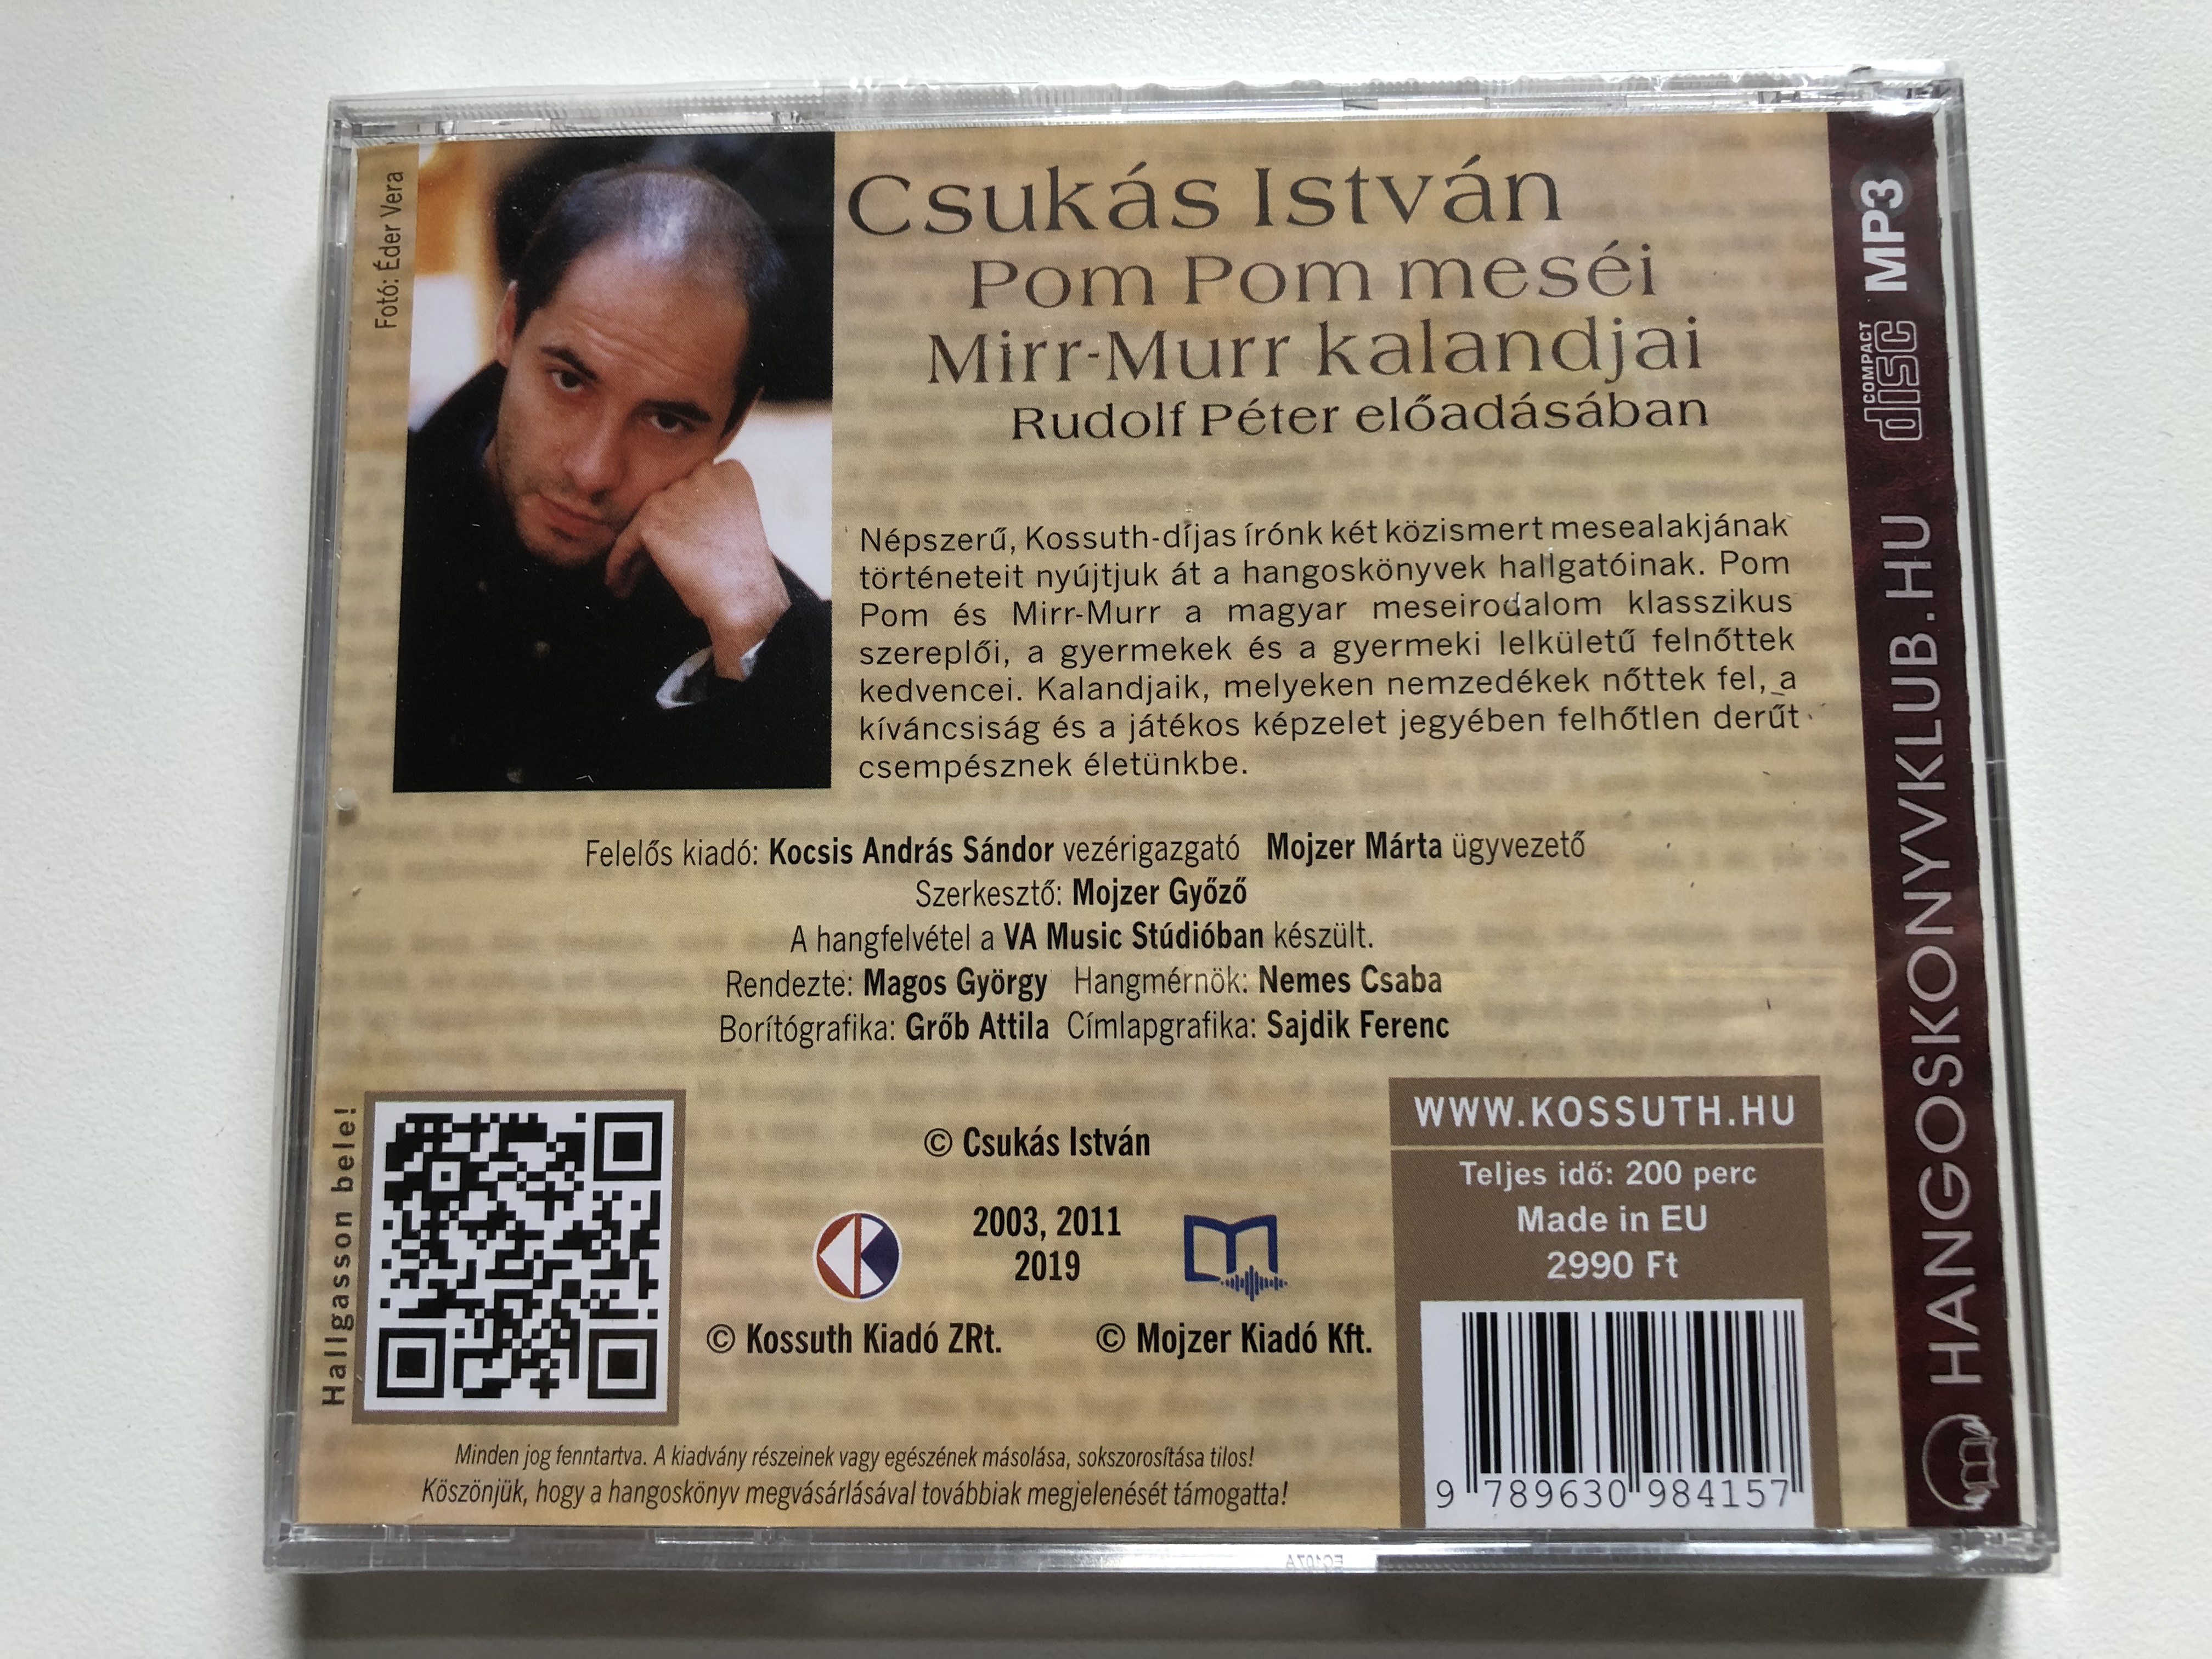 Fotó: Éder Vera
Csukás István
Pom Pom meséi
Mirr-Murr kalandjai
Rudolf Péter előadásában
Népszerű, Kossuth-díjas írónk két közismert mesealakjának
történeteit nyújtjuk át a hangoskönyvek hallgatóinak. Pom
Pom és Mirr-Murr a magyar meseirodalom klasszikus
szereplői, a gyermekek és a gyermeki lelkületű felnőttek
kedvencei. Kalandjaik, melyeken nemzedékek nőttek fel, a
kíváncsiság és a játékos képzelet jegyében felhőtlen derűt
csempésznek életünkbe.
Felelős kiadó: Kocsis András Sándor vezérigazgató Mojzer Márta ügyvezető
Szerkesztő: Mojzer Győző
A hangfelvétel a VA Music Stúdióban készült.
Rendezte: Magos György Hangmérnök: Nemes Csaba
Borítógrafika: Grőb Attila Címlapgrafika: Sajdik Ferenc
Hallgasson bele!
© Csukás István
2003, 2011
2019
© Kossuth Kiadó ZRt. © Mojzer Kiadó Kft.
WWW.KOSSUTH.HU
Teljes idő: 200 perc
Made in EU
2990 Ft
9 789630 984157
Minden jog fenntartva. A kiadvány részeinek vagy egészének másolása, sokszorosítása tilos!
Köszönjük, hogy a hangoskönyv megvásárlásával továbbiak megjelenését támogatta!
HANGOSKONYVKLUB.HU
COMPACT
disc
MP3
EQ107A